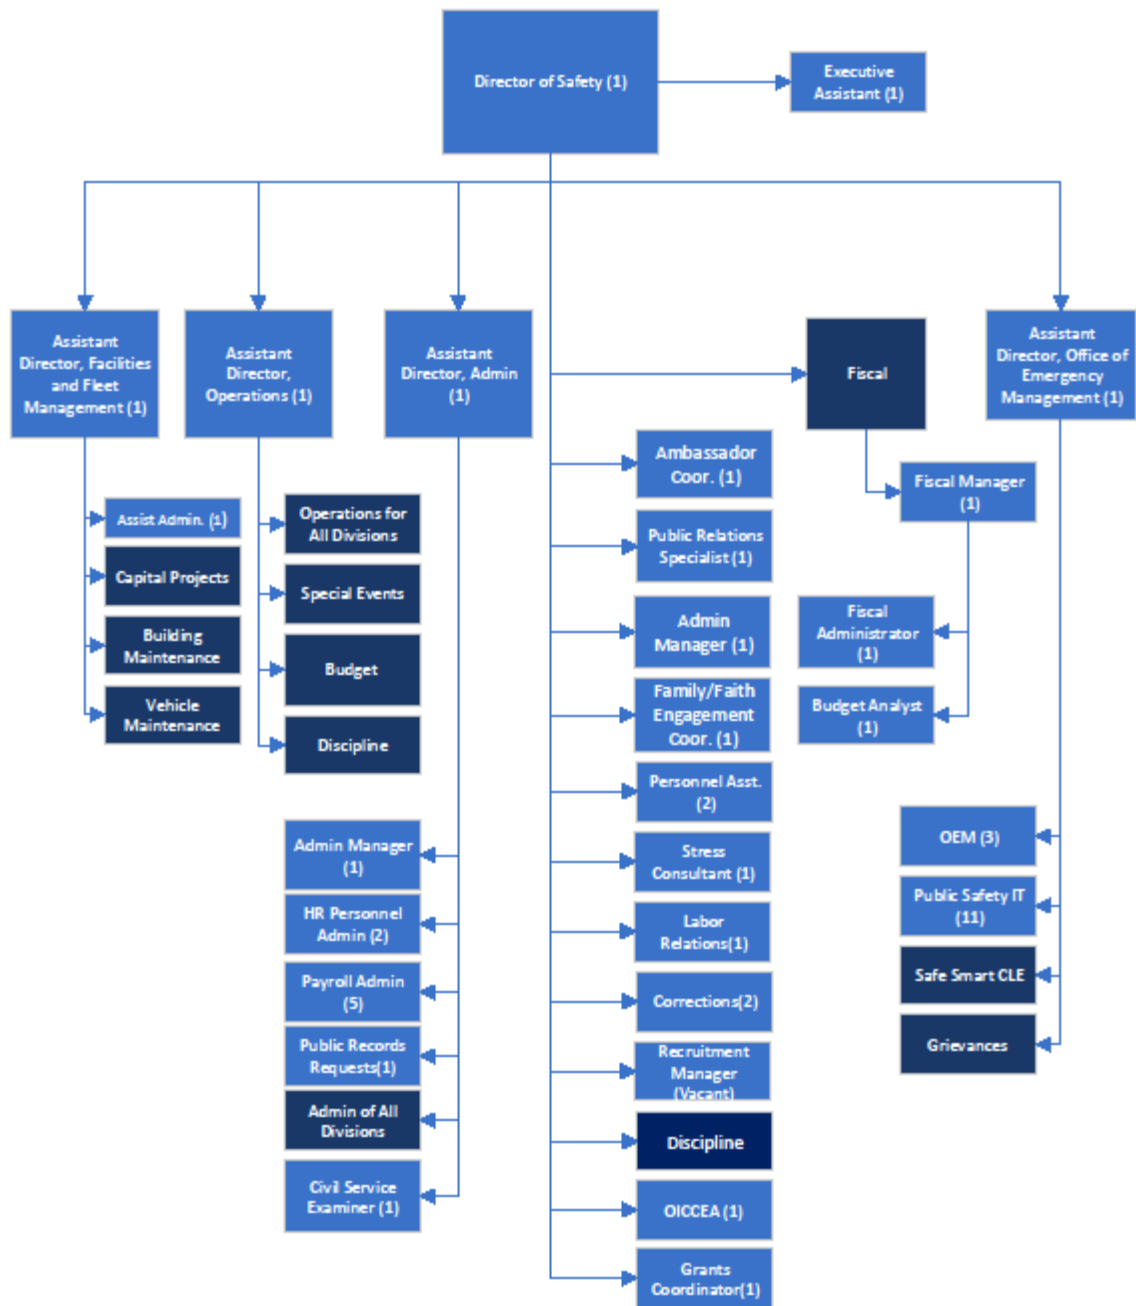 Director of Safety (1)
Executive
Assistant (1)
Assistant
Director, Facilities
and Fleet
Management (1)
Assistant
Director,
Operations (1)
Assistant
Director, Admin
(1)
Fiscal
Assistant
Director, Office of
Emergency
Management (1)
Assist Admin. (1)
Capital Projects
Building
Maintenance
Vehicle
Maintenance
Operations for
All Divisions
Special Events
Budget
Discipline
Admin Manager
(1)
HR Personnel
Admin (2)
Payroll Admin
(5)
Public Records
Requests(1)
Admin of All
Divisions
Civil Service
Examiner (1)
Ambassador
Coor. (1)
Public Relations
Specialist (1)
Admin
Manager (1)
Family/Faith
Engagement
Coor. (1)
Personnel Asst.
(2)
Stress
Consultant (1)
Labor
Relations(1)
Corrections(2)
Recruitment
Manager
(Vacant)
Discipline
OICCEA (1)
Grants
Coordinator(1)
Fiscal Manager
(1)
Fiscal
Administrator
(1)
Budget Analyst
(1)
OEM (3)
Public Safety IT
(11)
Safe Smart CLE
Grievances